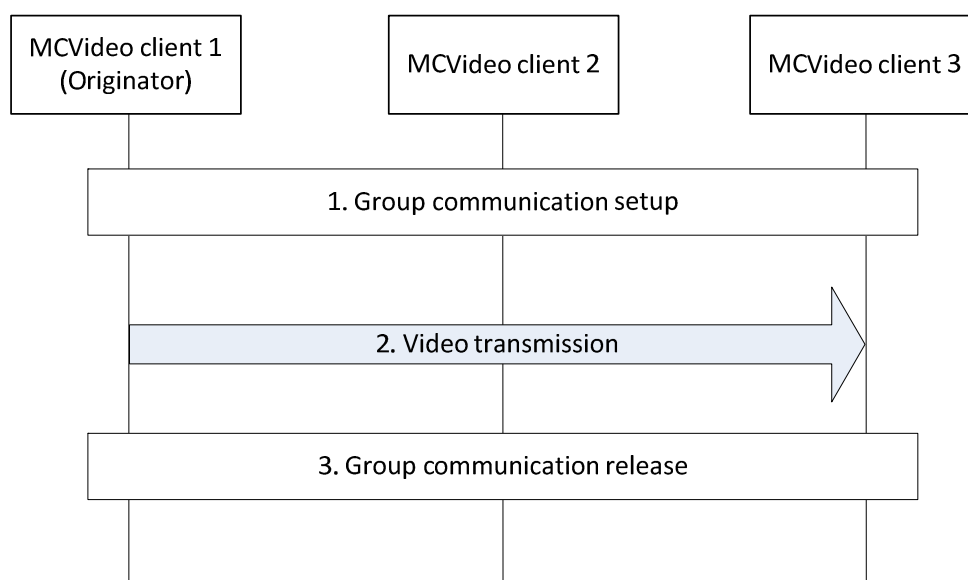 MCVideo client 1
(Originator)
MCVideo client 2
MCVideo client 3
1. Group communication setup
2. Video transmission
3. Group communication release